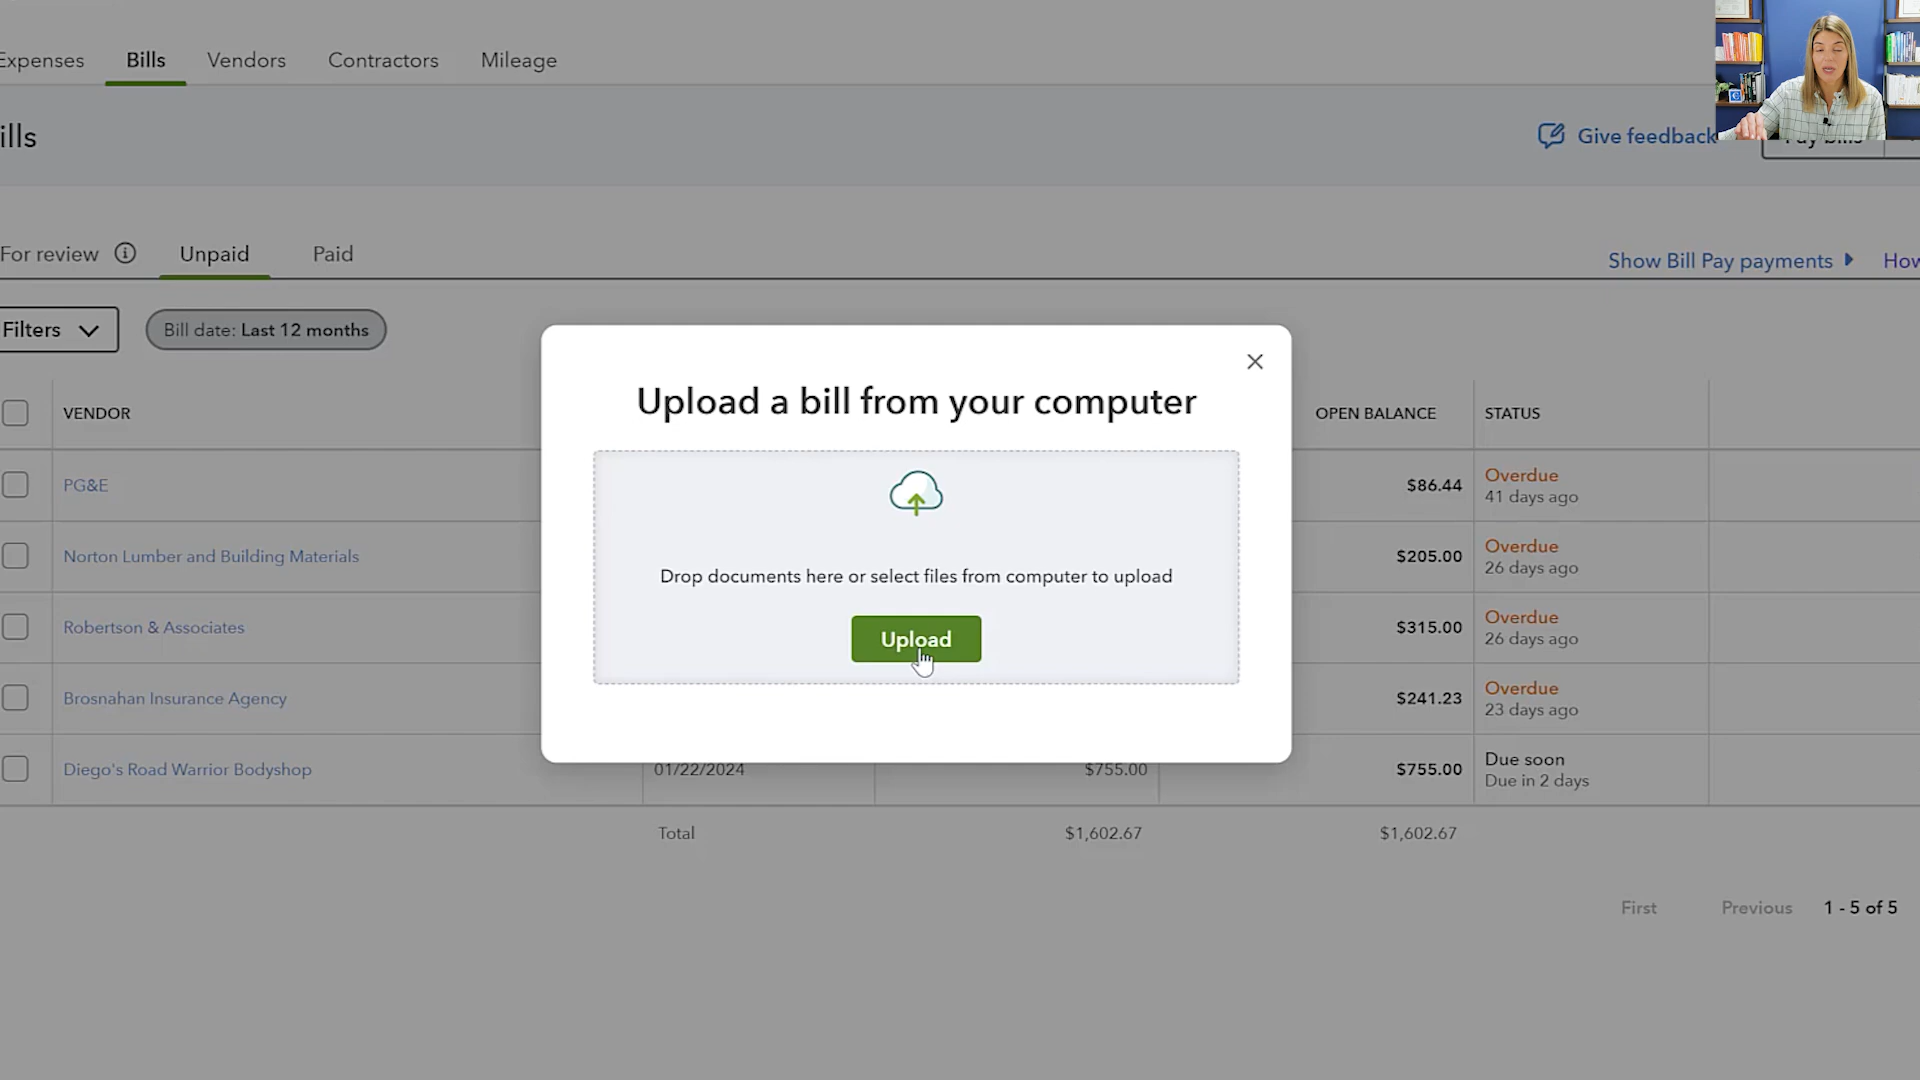 Expenses Bills Vendors Contractors Mileage
ills
Give feedback
Pay bills
For review Unpaid Paid
Show Bill Pay payments How
Filters Bill date: Last 12 months
Upload a bill from your computer
VENDOR OPEN BALANCE STATUS
PG&E $86.44 Overdue
41 days ago
Norton Lumber and Building Materials $205.00 Overdue
26 days ago
Drop documents here or select files from computer to upload
Robertson & Associates $315.00 Overdue
26 days ago
Upload
Brosnahan Insurance Agency $241.23 Overdue
23 days ago
Diego's Road Warrior Bodyshop 01/22/2024 $755.00 $755.00 Due soon
Due in 2 days
Total $1,602.67 $1,602.67
First Previous 1 - 5 of 5